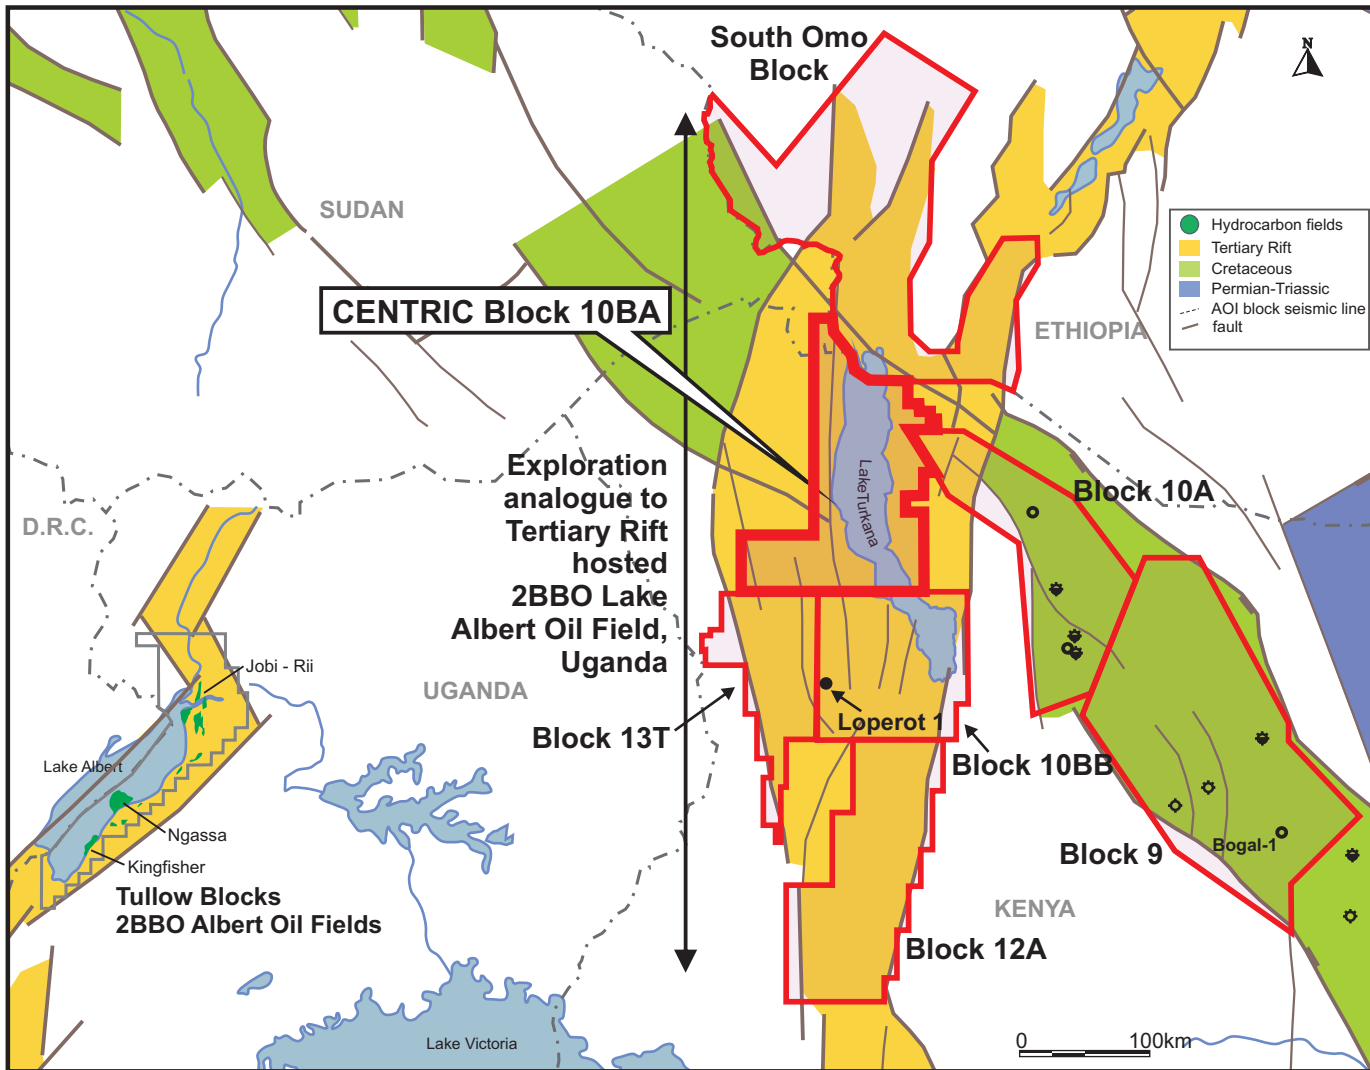 South Omo
Block
N
SUDAN
Hydrocarbon fields
Tertiary Rift
Cretaceous
Permian-Triassic
AOI block seismic line
fault
CENTRIC Block 10BA
ETHIOPIA
Exploration
analogue to
Tertiary Rift
hosted
2BBO Lake
Albert Oil Field,
Uganda
Lake Turkana
Block 10A
D.R.C.
Jobi - Rii
UGANDA
Block 13T
Loperot 1
Block 10BB
Lake Albert
Ngassa
Kingfisher
Tullow Blocks
2BBO Albert Oil Fields
Block 9
Bogal-1
KENYA
Block 12A
Lake Victoria
0
100km